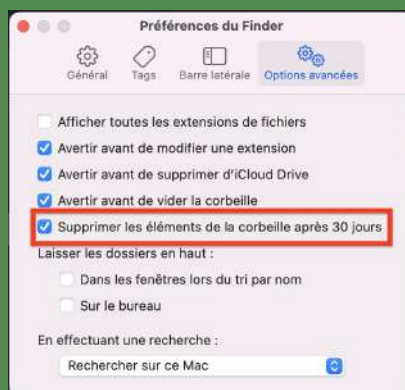 Préférences du Finder
Général Tags Barre latérale Options avancées
Afficher toutes les extensions de fichiers
Avertir avant de modifier une extension
Avertir avant de supprimer d'iCloud Drive
Avertir avant de vider la corbeille
Supprimer les éléments de la corbeille après 30 jours
Laisser les dossiers en haut :
Dans les fenêtres lors du tri par nom
Sur le bureau
En effectuant une recherche :
Rechercher sur ce Mac